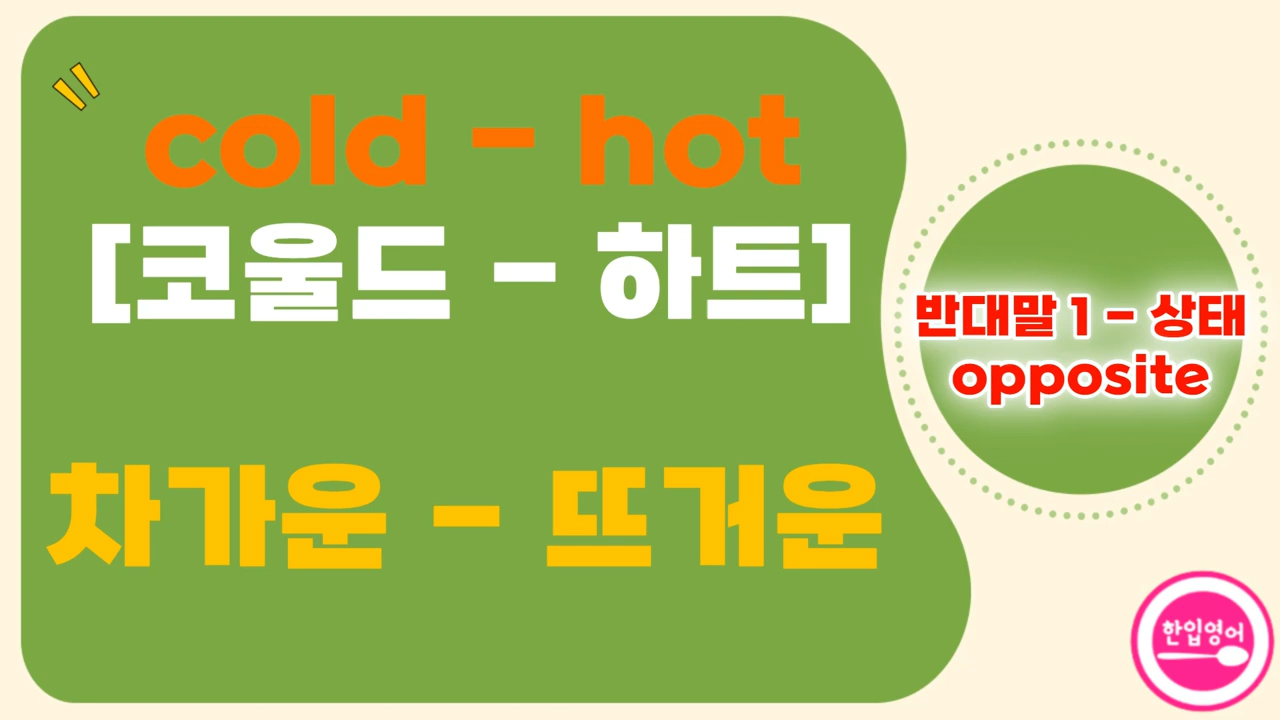 cold - hot
[코울드 - 하트]
차가운 - 뜨거운
반대말 1 - 상태
opposite
한입영어